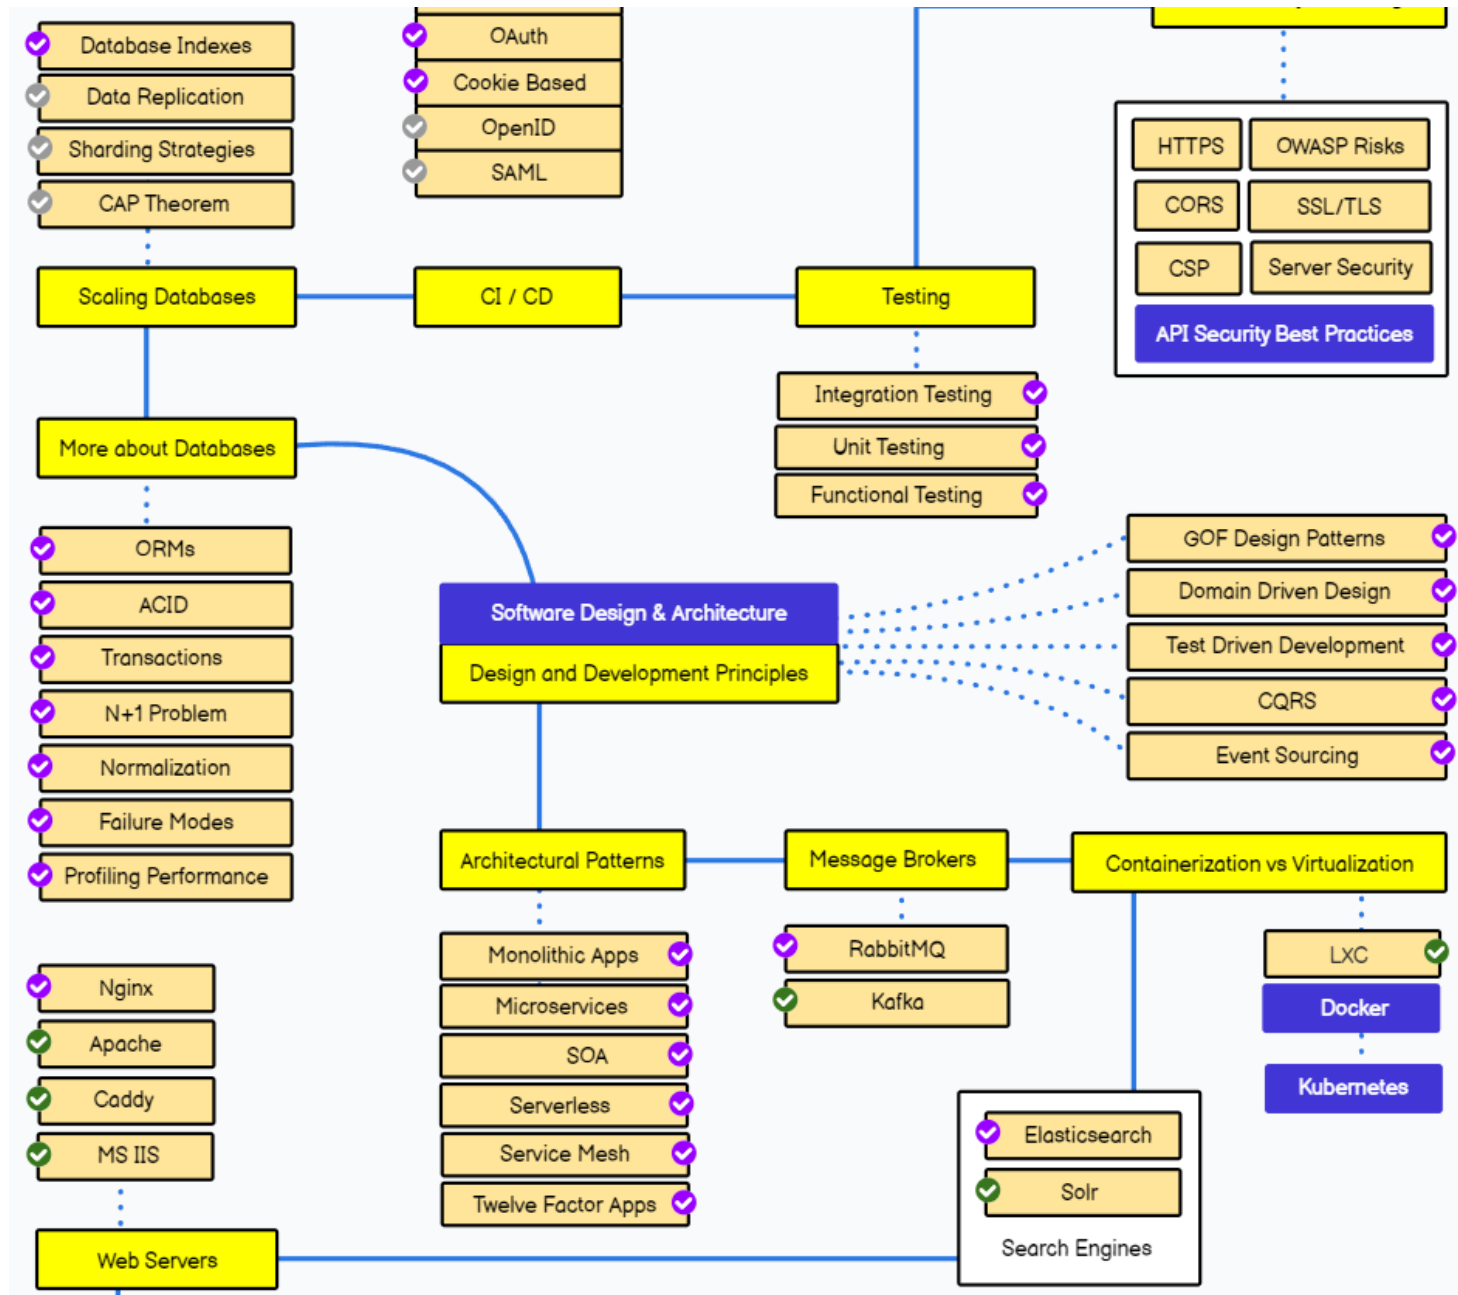 Database Indexes
Data Replication
Sharding Strategies
CAP Theorem
OAuth
Cookie Based
OpenID
SAML
HTTPS
OWASP Risks
CORS
SSL/TLS
CSP
Server Security
API Security Best Practices
Scaling Databases
CI / CD
Testing
Integration Testing
Unit Testing
Functional Testing
More about Databases
ORMs
ACID
Transactions
N+1 Problem
Normalization
Failure Modes
Profiling Performance
Software Design & Architecture
Design and Development Principles
GOF Design Patterns
Domain Driven Design
Test Driven Development
CQRS
Event Sourcing
Architectural Patterns
Message Brokers
Containerization vs Virtualization
Monolithic Apps
Microservices
SOA
Serverless
Service Mesh
Twelve Factor Apps
RabbitMQ
Kafka
LXC
Docker
Kubernetes
Nginx
Apache
Caddy
MS IIS
Elasticsearch
Solr
Search Engines
Web Servers